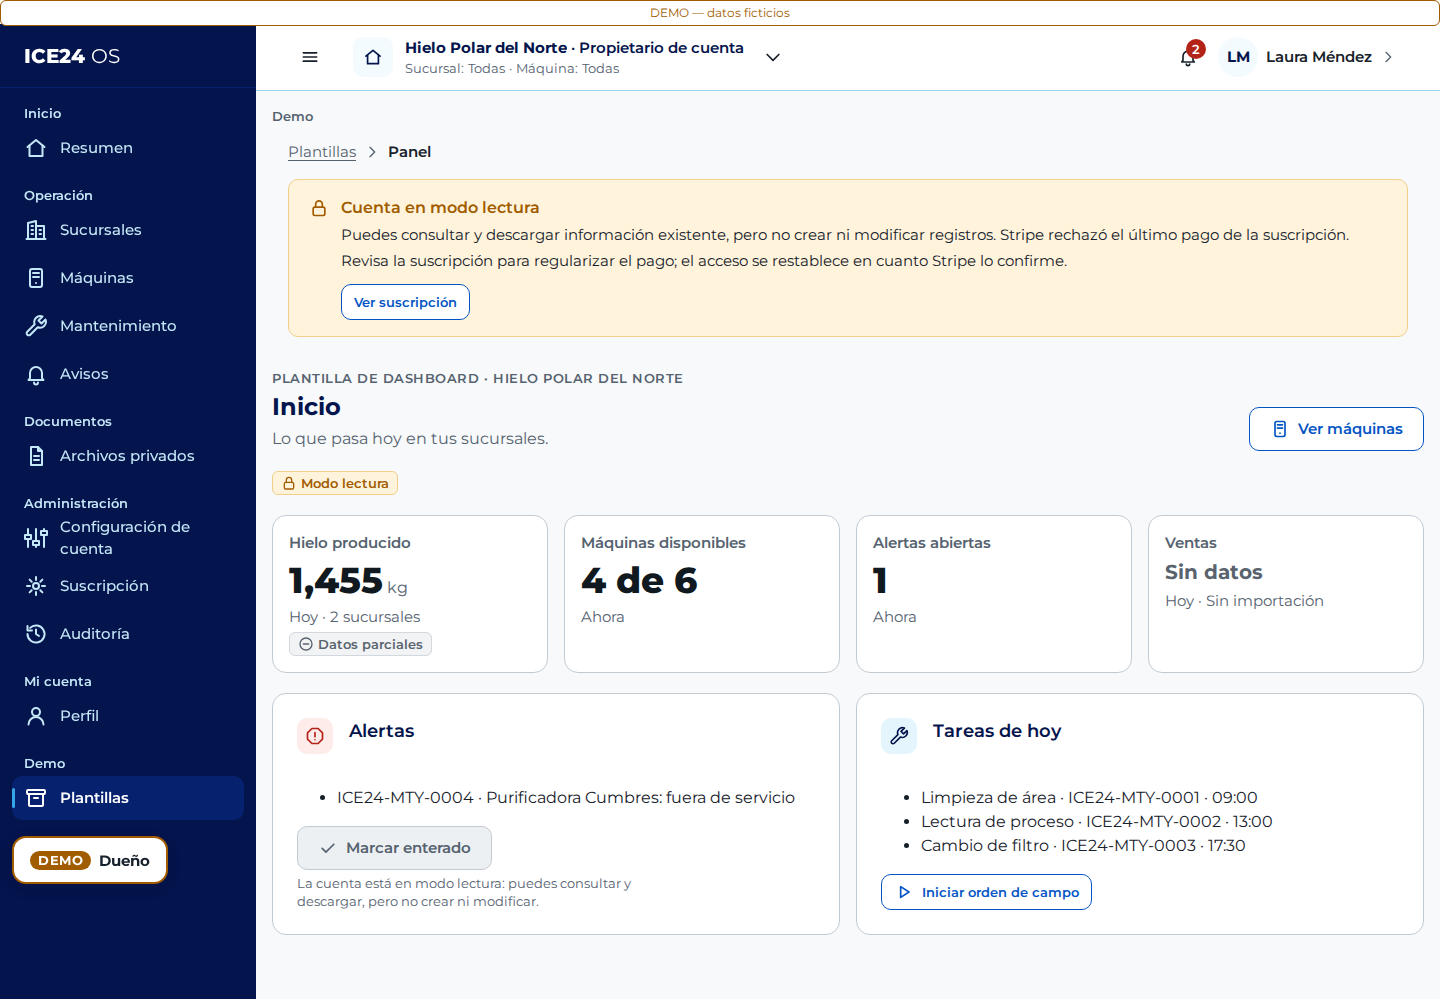 DEMO — datos ficticios
ICE24 OS
Hielo Polar del Norte · Propietario de cuenta
Sucursal: Todas · Máquina: Todas
2
LM
Laura Méndez
Inicio
Resumen
Operación
Sucursales
Máquinas
Mantenimiento
Avisos
Documentos
Archivos privados
Administración
Configuración de
cuenta
Suscripción
Auditoría
Mi cuenta
Perfil
Demo
Plantillas
DEMO Dueño
Demo
Plantillas > Panel
Cuenta en modo lectura
Puedes consultar y descargar información existente, pero no crear ni modificar registros. Stripe rechazó el último pago de la suscripción.
Revisa la suscripción para regularizar el pago; el acceso se restablece en cuanto Stripe lo confirme.
Ver suscripción
PLANTILLA DE DASHBOARD · HIELO POLAR DEL NORTE
Inicio
Lo que pasa hoy en tus sucursales.
Ver máquinas
Modo lectura
Hielo producido
1,455 kg
Hoy · 2 sucursales
Datos parciales
Máquinas disponibles
4 de 6
Ahora
Alertas abiertas
1
Ahora
Ventas
Sin datos
Hoy · Sin importación
Alertas
• ICE24-MTY-0004 · Purificadora Cumbres: fuera de servicio
Marcar enterado
La cuenta está en modo lectura: puedes consultar y
descargar, pero no crear ni modificar.
Tareas de hoy
• Limpieza de área · ICE24-MTY-0001 · 09:00
• Lectura de proceso · ICE24-MTY-0002 · 13:00
• Cambio de filtro · ICE24-MTY-0003 · 17:30
Iniciar orden de campo